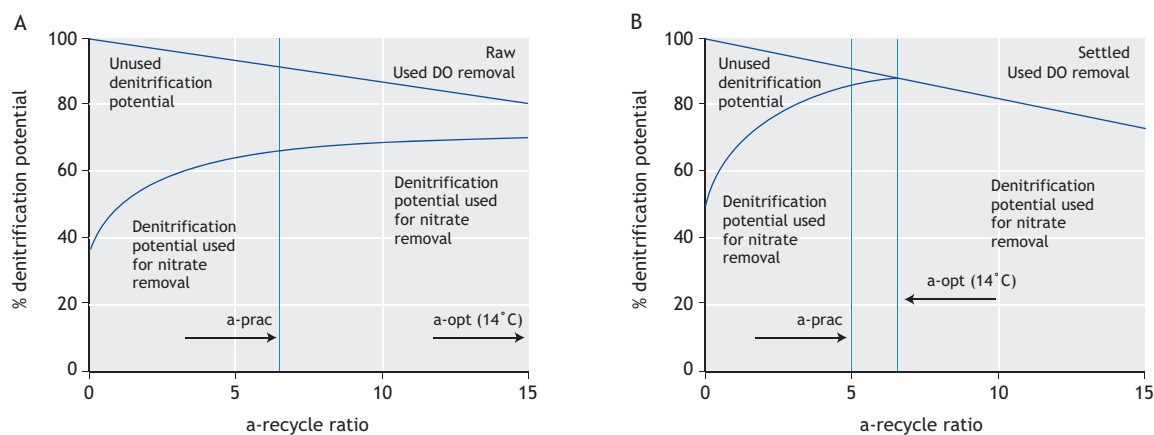 A
% denitrification potential
100
80
60
40
20
0
Unused
denitrification
potential
Raw
Used DO removal
Denitrification
potential used
for nitrate
removal
Denitrification
potential used
for nitrate
removal
a-prac
a-opt (14˚C)
0
5
10
15
a-recycle ratio
B
% denitrification potential
100
80
60
40
20
0
Unused
denitrification
potential
Settled
Used DO removal
Denitrification
potential used
for nitrate
removal
Denitrification
potential used
for nitrate
removal
a-opt (14˚C)
a-prac
0
5
10
15
a-recycle ratio